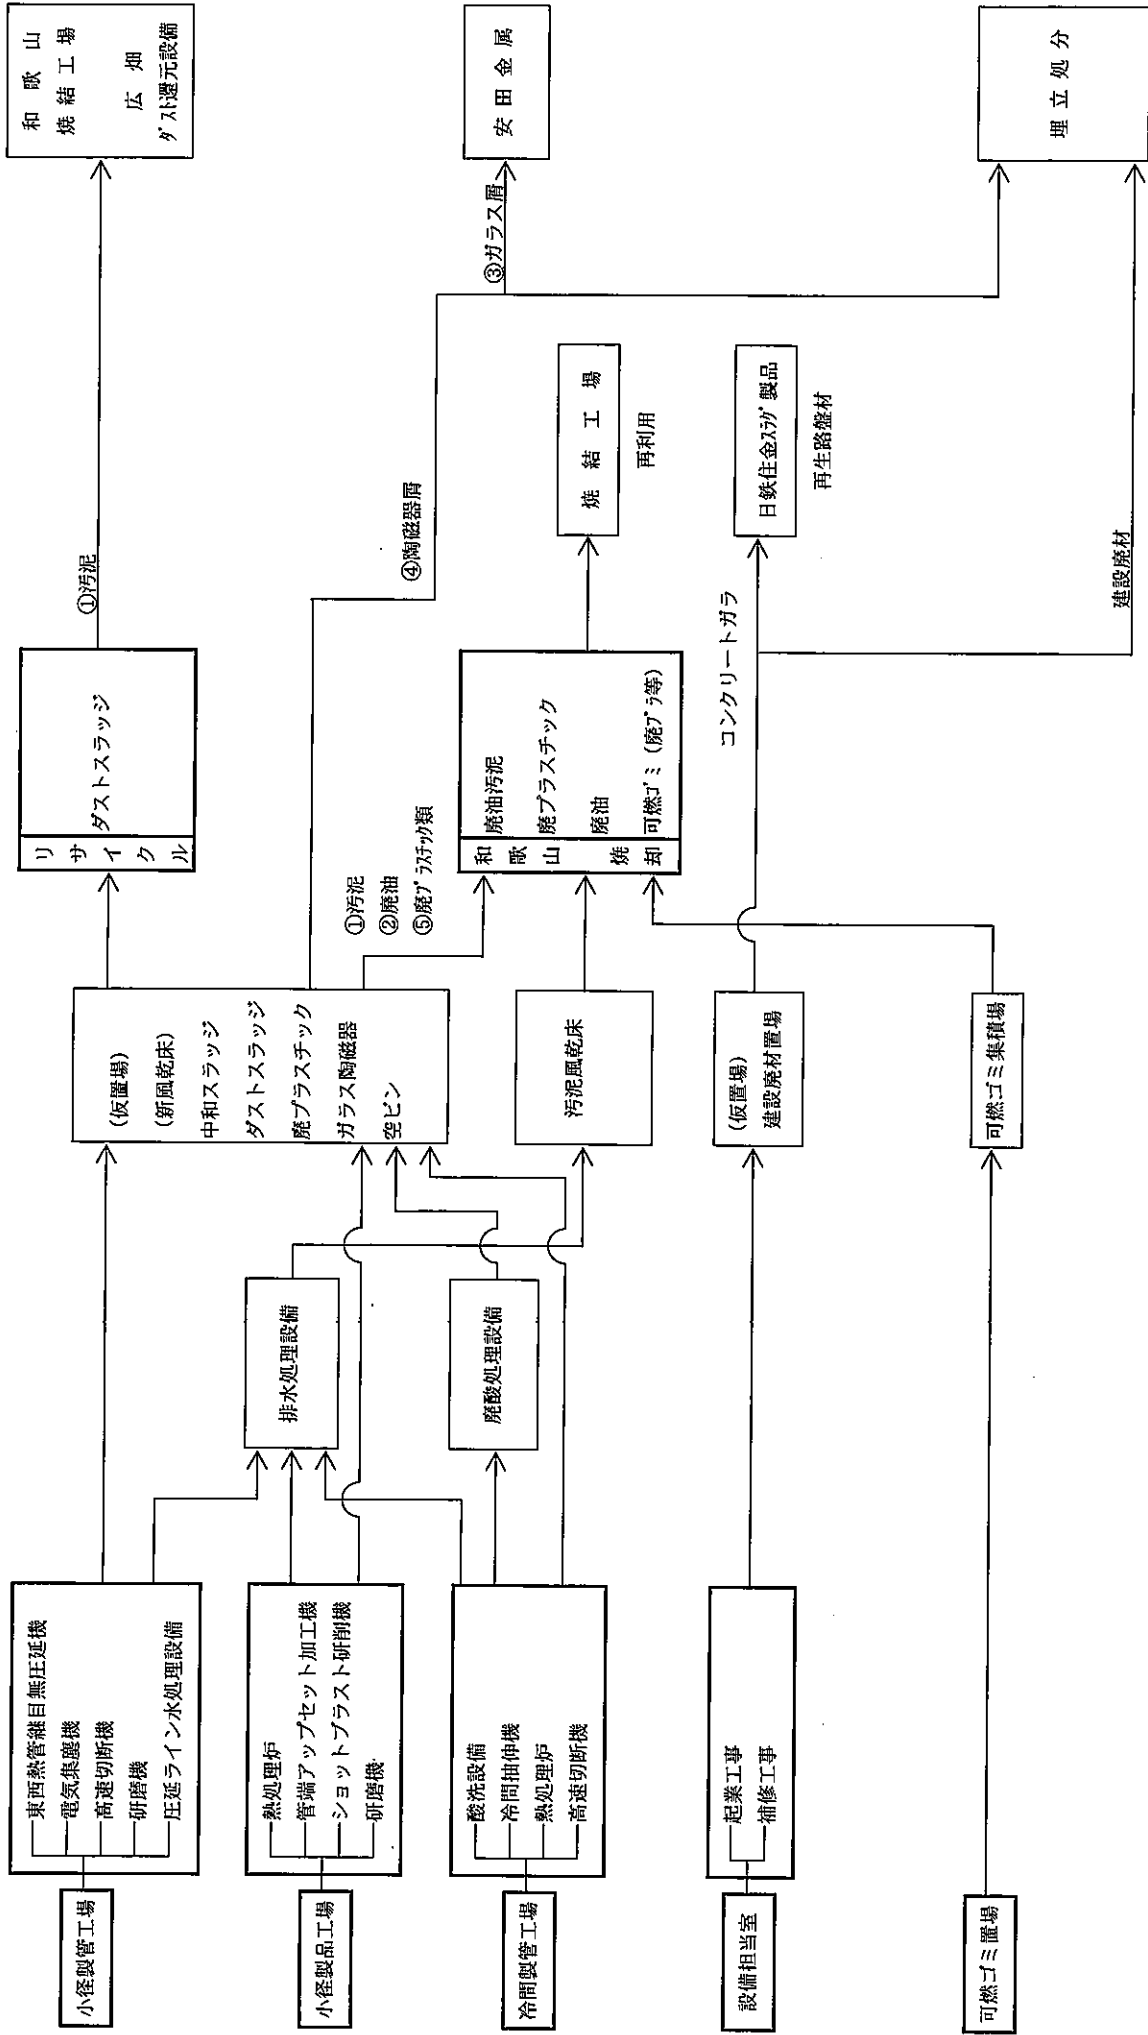 小径製管工場
東西熱管継目無圧延機
電気集塵機
高速切断機
研磨機
圧延ライン水処理設備
小径製品工場
熱処理炉
管端アップセット加工機
ショットブラスト研削機
研磨機
冷間製管工場
酸洗設備
冷間抽伸機
熱処理炉
高速切断機
設備担当室
起業工事
補修工事
可燃ゴミ置場
排水処理設備
廃酸処理設備
(仮置場)
(新風乾床)
中和スラッジ
ダストスラッジ
廃プラスチック
ガラス陶磁器
空ビン
汚泥風乾床
(仮置場)
建設廃材置場
可燃ゴミ集積場
①汚泥
②廃油
⑤廃プラスチック類
リサイクル
ダストスラッジ
和歌山 焼却
廃油汚泥
廃プラスチック
廃油
可燃ゴミ(廃プラ等)
コンクリートガラ
①汚泥
④陶磁器屑
③ガラス屑
建設廃材
焼結工場
再利用
日鉄住金スラグ製品
再生路盤材
和歌山
焼結工場
広畑
ダスト還元設備
安田金属
埋立処分